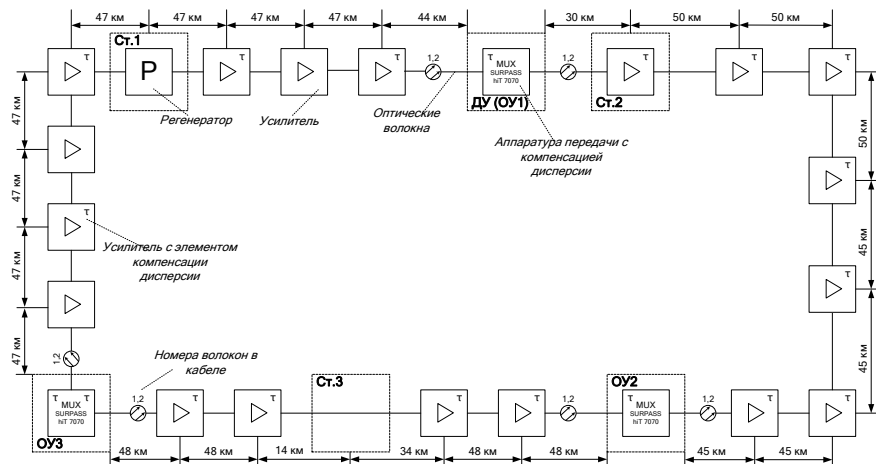 47 км
47 км
47 км
47 км
44 км
30 км
50 км
50 км
Ст.1
τ
P
τ
τ
1,2
τ
MUX
SURPASS
hiT 7070
ДУ (ОУ1)
1,2
τ
Ст.2
τ
τ
Регенератор
Усилитель
Оптические
волокна
Аппаратура передачи с
компенсацией
дисперсии
47 км
47 км
47 км
47 км
50 км
45 км
45 км
τ
τ
τ
Усилитель с элементом
компенсации
дисперсии
1,2
Номера волокон в
кабеле
τ
τ
MUX
SURPASS
hiT 7070
ОУ3
1,2
τ
τ
Ст.3
τ
τ
1,2
ОУ2
τ
MUX
SURPASS
hiT 7070
1,2
τ
τ
48 км
48 км
14 км
34 км
48 км
48 км
45 км
45 км